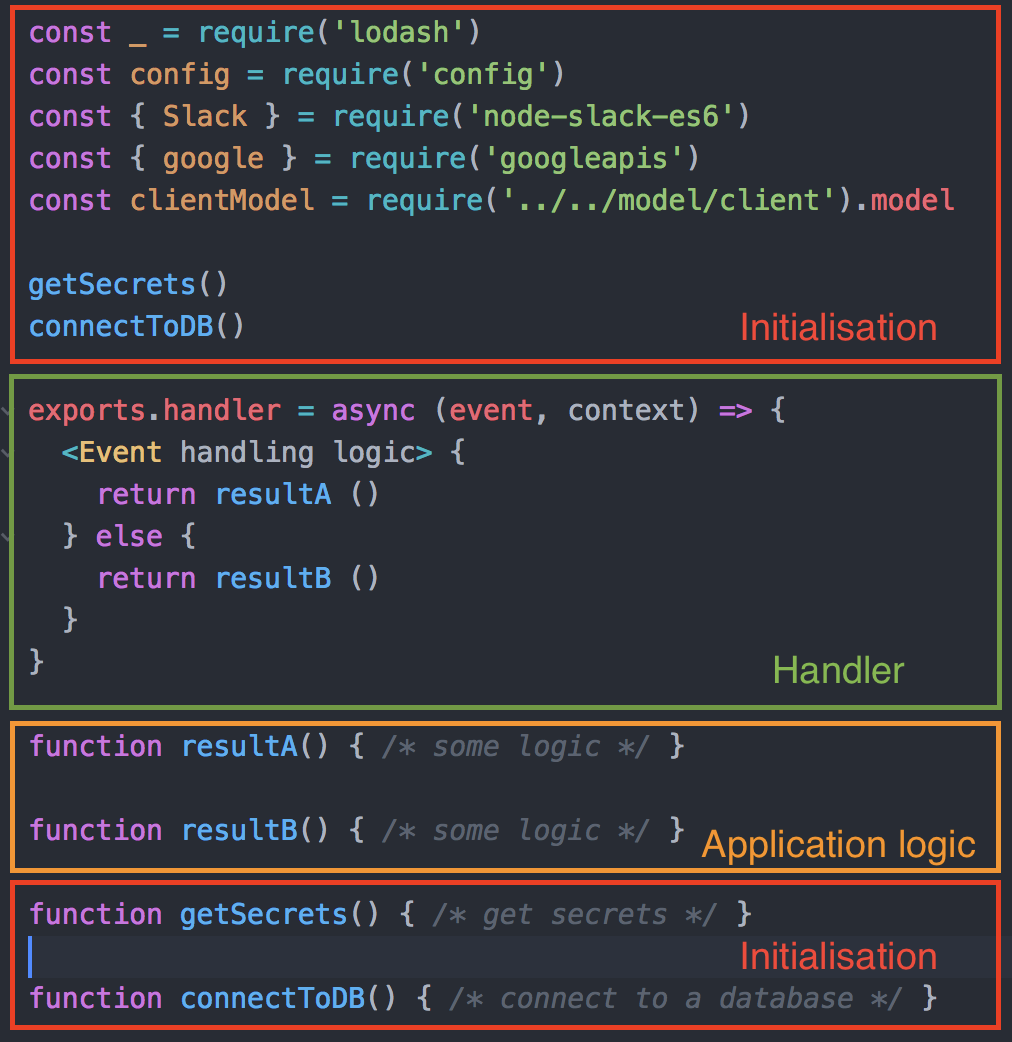 const _ = require('lodash')
const config = require('config')
const { Slack } = require('node-slack-es6')
const { google } = require('googleapis')
const clientModel = require('../../model/client').model
getSecrets()
connectToDB()
Initialisation
exports.handler = async (event, context) => {
  <Event handling logic> {
    return resultA ()
  } else {
    return resultB ()
  }
}
Handler
function resultA() { /* some logic */ }
function resultB() { /* some logic */ }
Application logic
function getSecrets() { /* get secrets */ }
Initialisation
function connectToDB() { /* connect to a database */ }